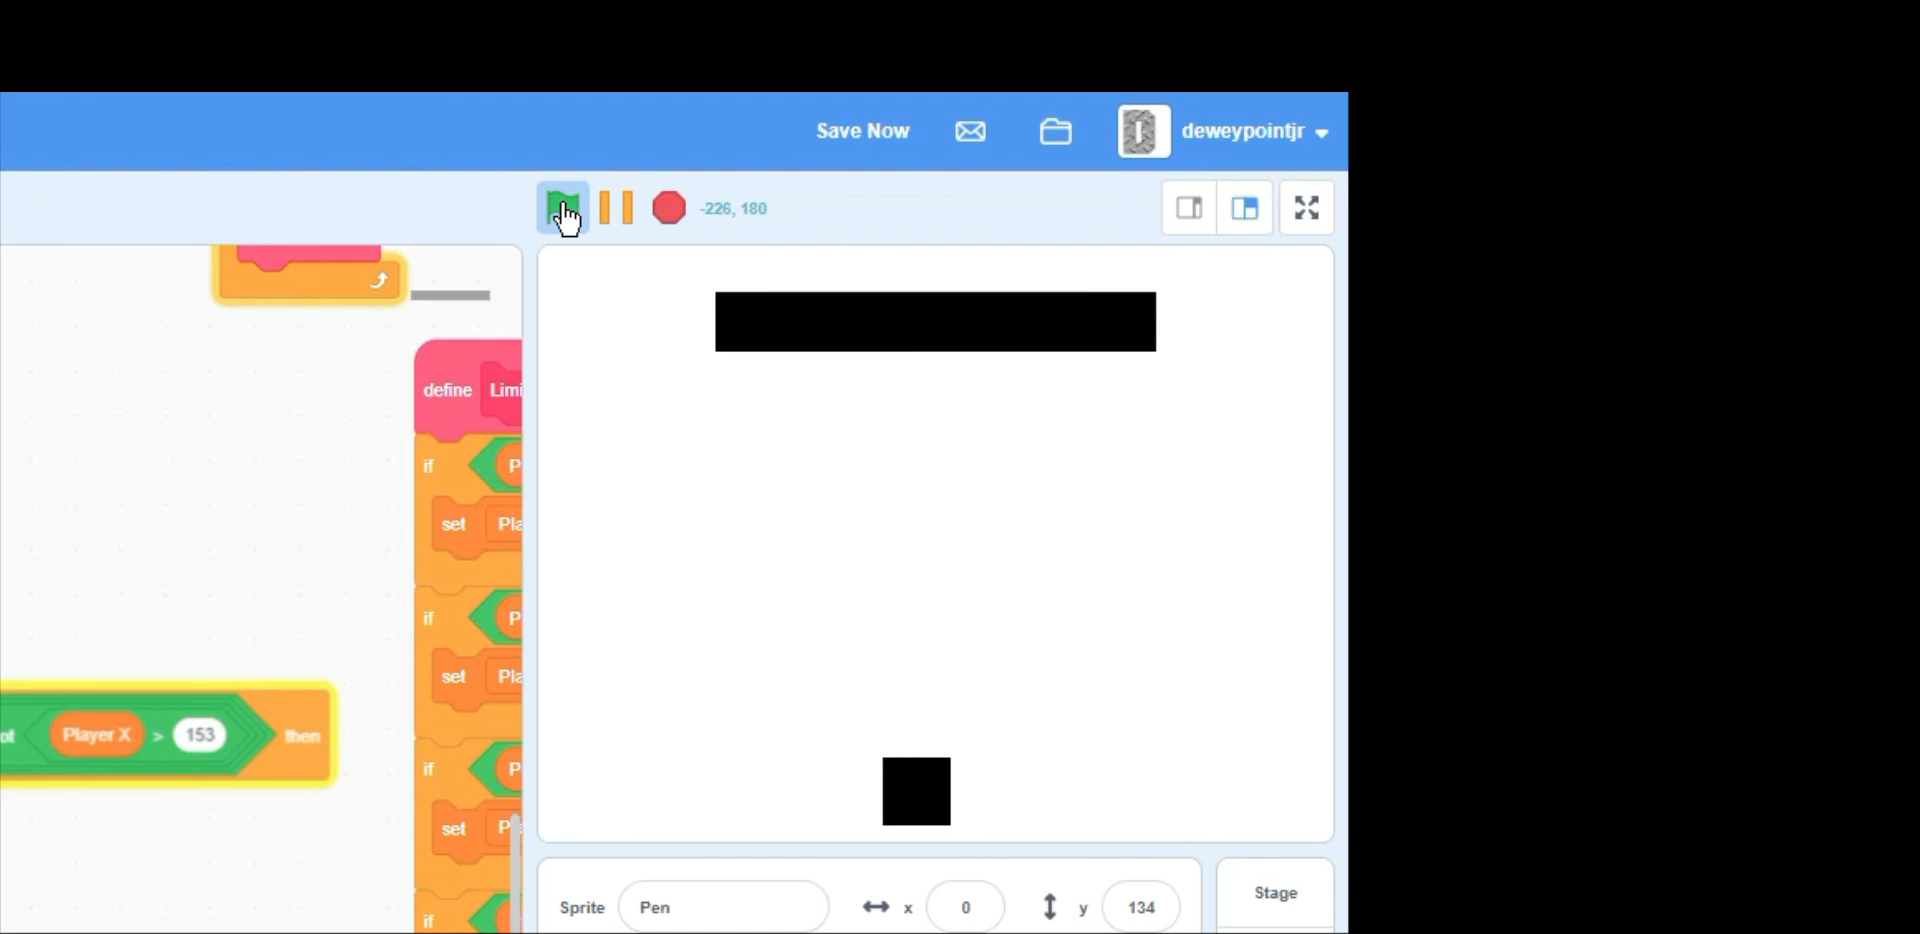 Save Now
deweypointjr
-226, 180
define Limi
if P
set Pla
if P
set Pla
ot Player X > 153 then
if P
set P
if
Sprite Pen x 0 y 134
Stage